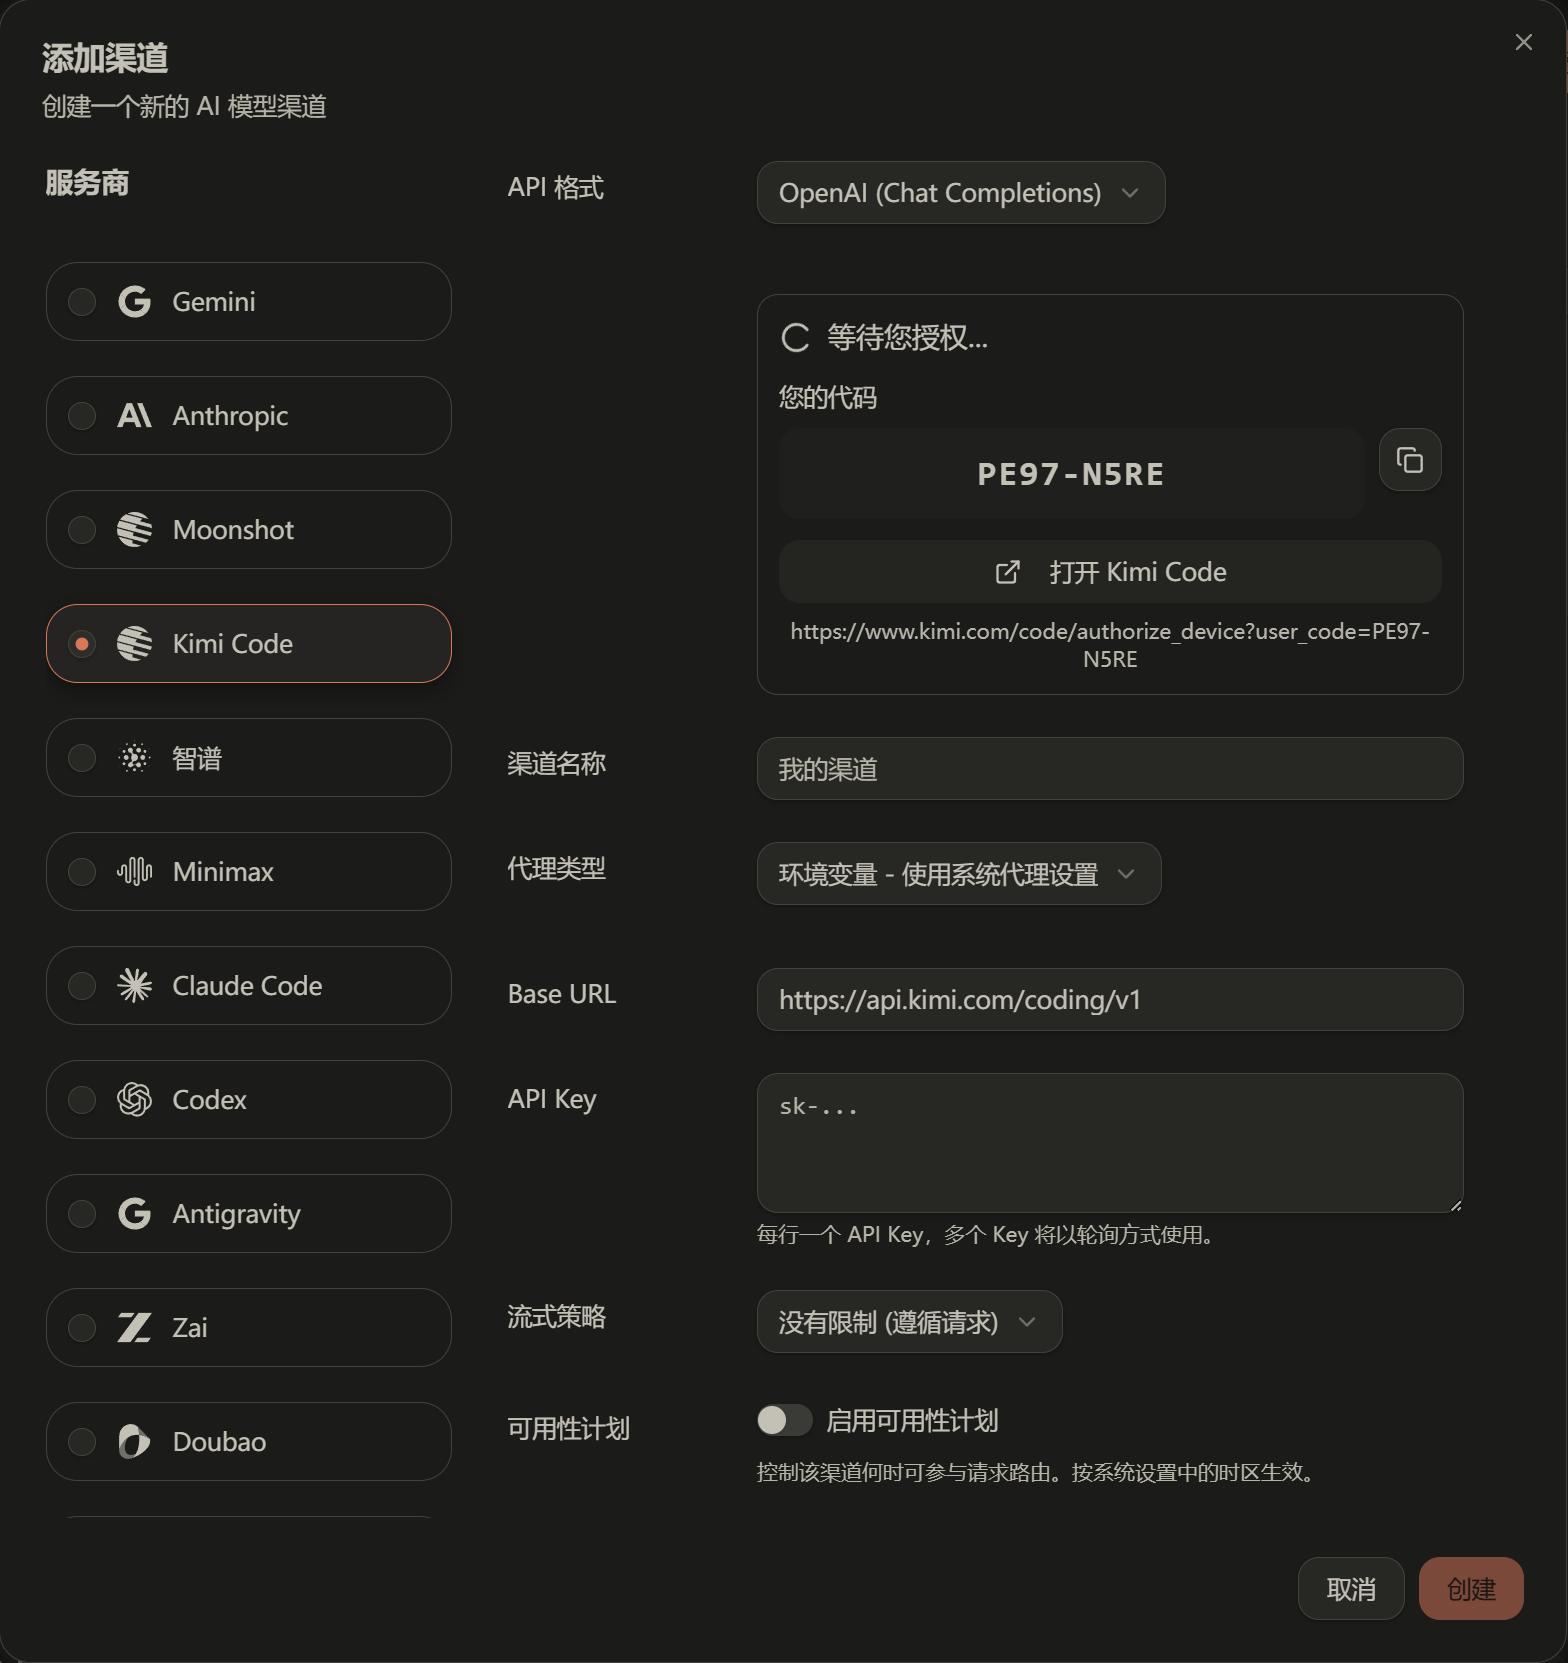 添加渠道
创建一个新的 AI 模型渠道
服务商
Gemini
Anthropic
Moonshot
Kimi Code
智谱
Minimax
Claude Code
Codex
Antigravity
Zai
Doubao
API 格式
OpenAI (Chat Completions)
等待您授权...
您的代码
PE97-N5RE
打开 Kimi Code
https://www.kimi.com/code/authorize_device?user_code=PE97-
N5RE
渠道名称
我的渠道
代理类型
环境变量 - 使用系统代理设置
Base URL
https://api.kimi.com/coding/v1
API Key
sk-...
每行一个 API Key，多个 Key 将以轮询方式使用。
流式策略
没有限制 (遵循请求)
可用性计划
启用可用性计划
控制该渠道何时可参与请求路由。按系统设置中的时区生效。
取消
创建